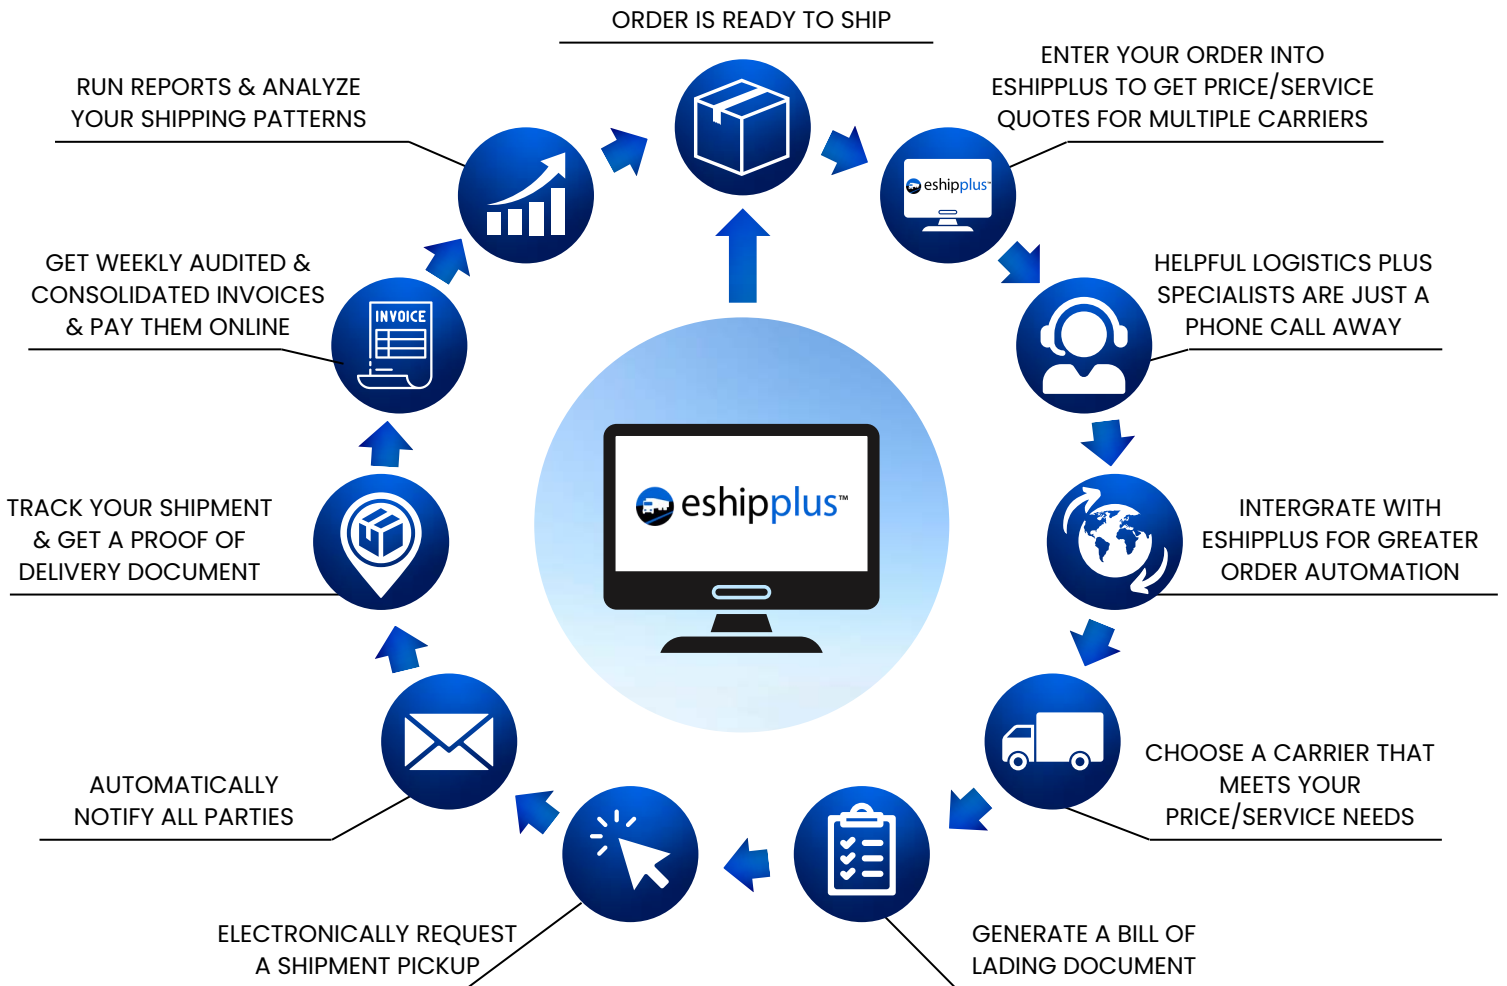 ORDER IS READY TO SHIP
ENTER YOUR ORDER INTO
ESHIPPLUS TO GET PRICE/SERVICE
QUOTES FOR MULTIPLE CARRIERS
eshipplus™
HELPFUL LOGISTICS PLUS
SPECIALISTS ARE JUST A
PHONE CALL AWAY
INTERGRATE WITH
ESHIPPLUS FOR GREATER
ORDER AUTOMATION
CHOOSE A CARRIER THAT
MEETS YOUR
PRICE/SERVICE NEEDS
GENERATE A BILL OF
LADING DOCUMENT
ELECTRONICALLY REQUEST
A SHIPMENT PICKUP
AUTOMATICALLY
NOTIFY ALL PARTIES
TRACK YOUR SHIPMENT
& GET A PROOF OF
DELIVERY DOCUMENT
GET WEEKLY AUDITED &
CONSOLIDATED INVOICES
& PAY THEM ONLINE
INVOICE
RUN REPORTS & ANALYZE
YOUR SHIPPING PATTERNS
eshipplus™